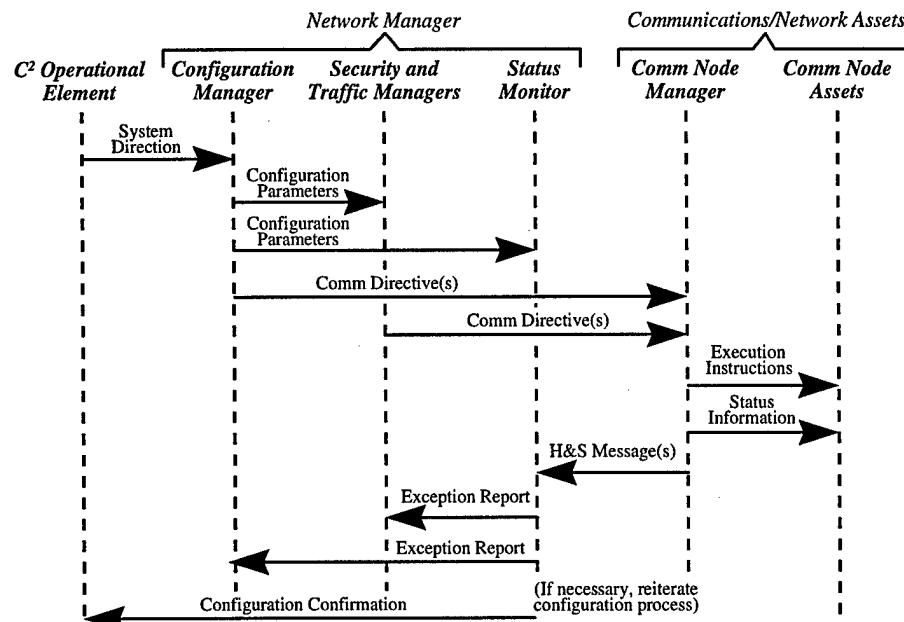 Network Manager
Communications/Network Assets
C² Operational
Element
Configuration
Manager
Security and
Traffic Managers
Status
Monitor
Comm Node
Manager
Comm Node
Assets
System
Direction
Configuration
Parameters
Configuration
Parameters
Comm Directive(s)
Comm Directive(s)
Execution
Instructions
Status
Information
H&S Message(s)
Exception Report
Exception Report
(If necessary, reiterate
configuration process)
Configuration Confirmation